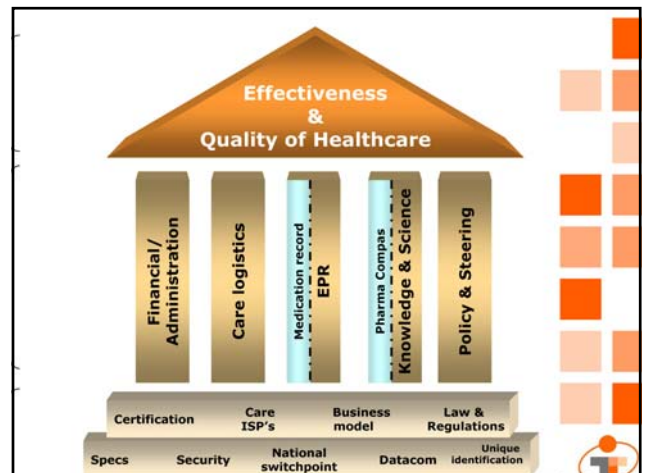 Effectiveness
&
Quality of Healthcare
Financial/
Administration
Care logistics
Medication record
EPR
Pharma Compas
Knowledge & Science
Policy & Steering
Certification
Care
ISP's
Business
model
Law &
Regulations
Specs
Security
National
switchpoint
Datacom
Unique
identification